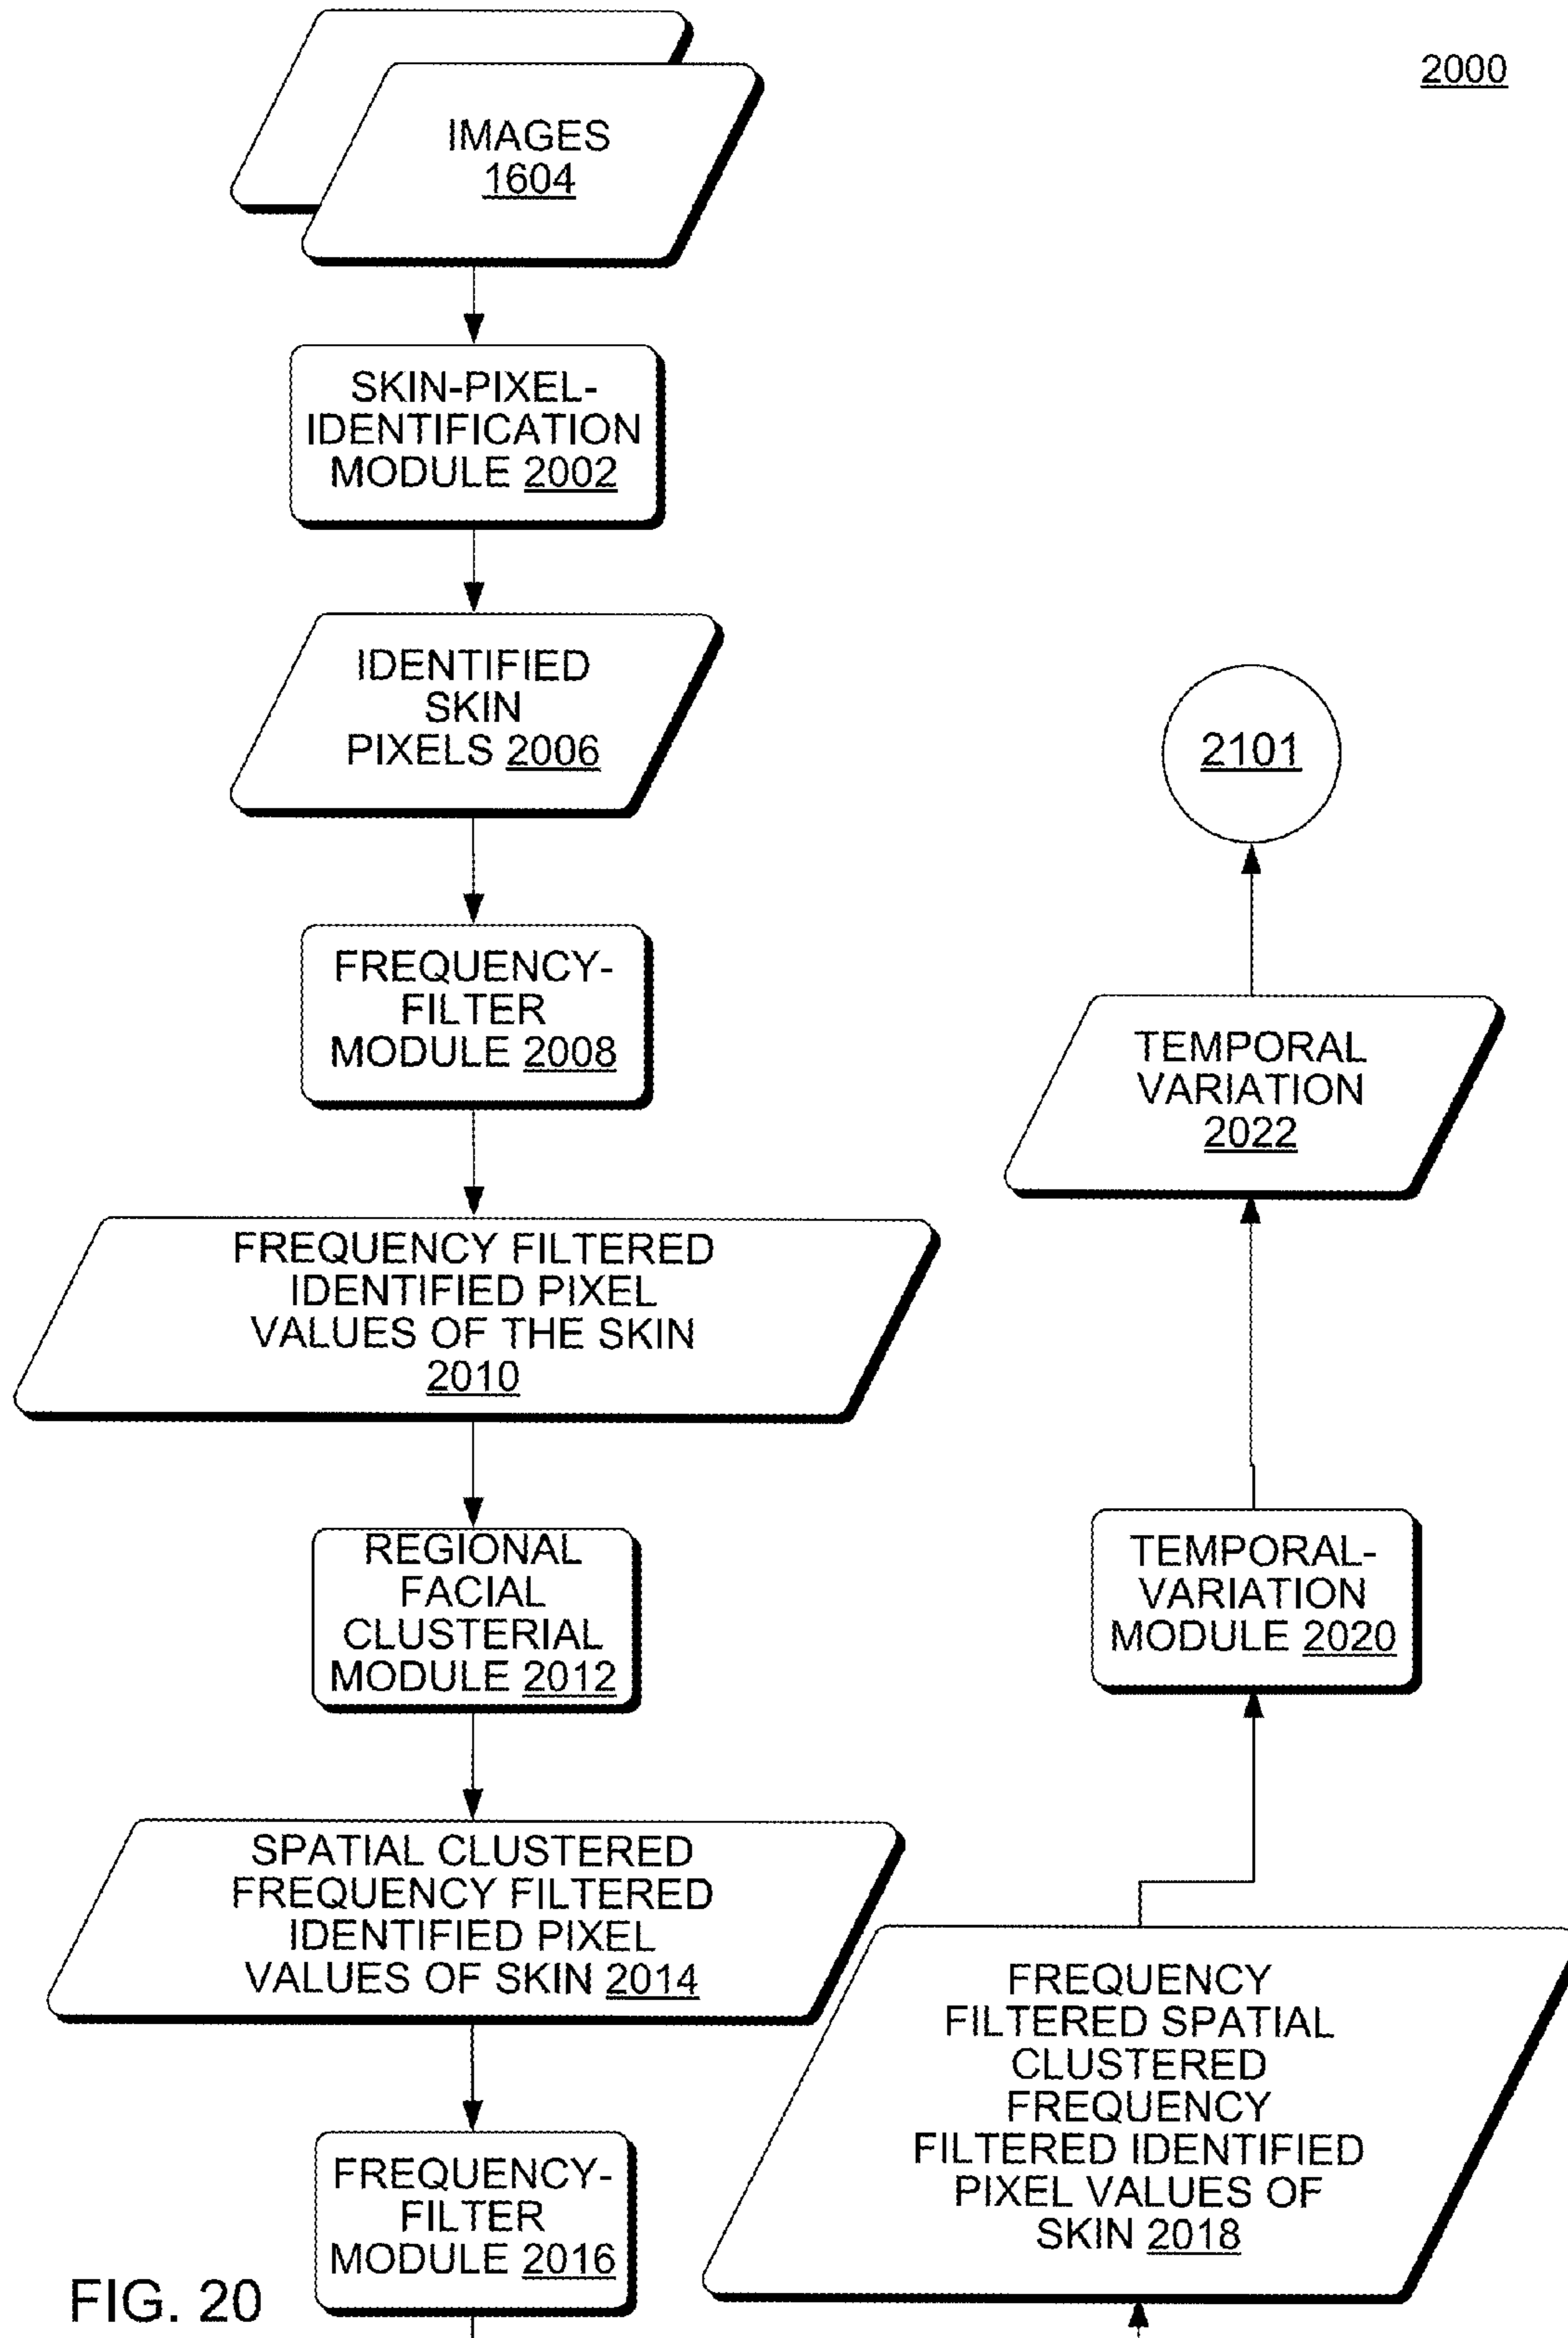 2000
IMAGES
1604
SKIN-PIXEL-
IDENTIFICATION
MODULE 2002
IDENTIFIED
SKIN
PIXELS 2006
FREQUENCY-
FILTER
MODULE 2008
FREQUENCY FILTERED
IDENTIFIED PIXEL
VALUES OF THE SKIN
2010
REGIONAL
FACIAL
CLUSTERIAL
MODULE 2012
SPATIAL CLUSTERED
FREQUENCY FILTERED
IDENTIFIED PIXEL
VALUES OF SKIN 2014
FREQUENCY-
FILTER
MODULE 2016
FREQUENCY
FILTERED SPATIAL
CLUSTERED
FREQUENCY
FILTERED IDENTIFIED
PIXEL VALUES OF
SKIN 2018
TEMPORAL-
VARIATION
MODULE 2020
TEMPORAL
VARIATION
2022
2101
FIG. 20